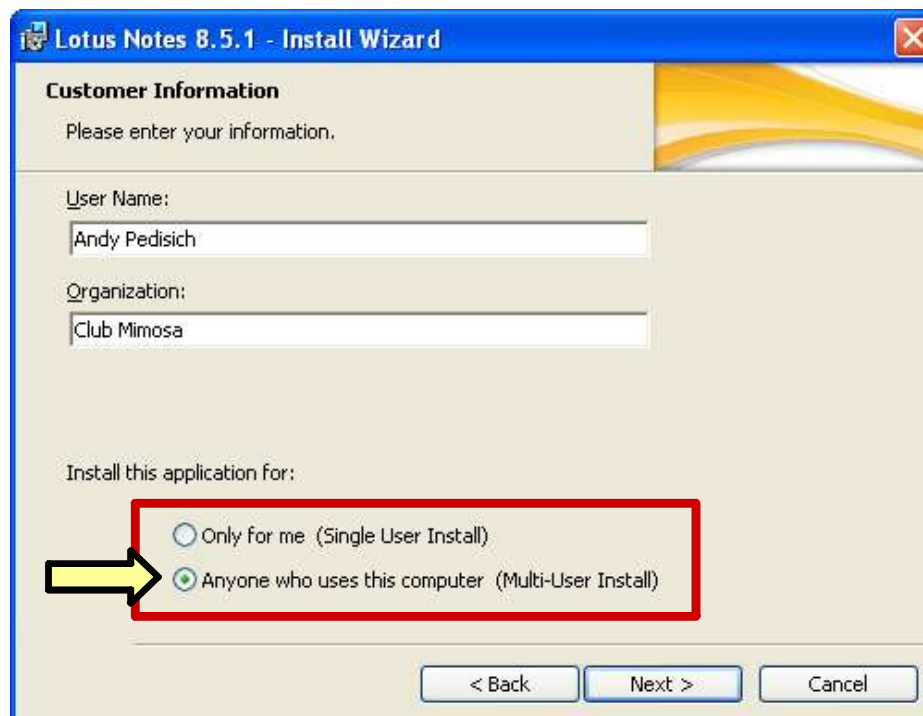 Lotus Notes 8.5.1 - Install Wizard
Customer Information
Please enter your information.
User Name:
Andy Pedisich
Organization:
Club Mimosa
Install this application for:
Only for me (Single User Install)
Anyone who uses this computer (Multi-User Install)
< Back Next > Cancel